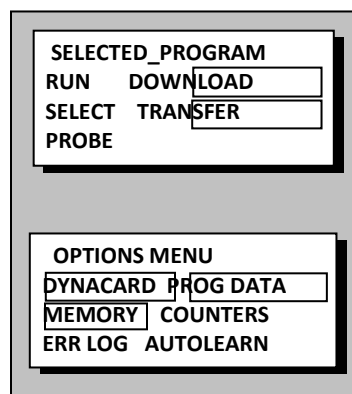 SELECTED_PROGRAM
RUN DOWNLOAD
SELECT TRANSFER
PROBE
OPTIONS MENU
DYNACARD PROG DATA
MEMORY COUNTERS
ERR LOG AUTOLEARN